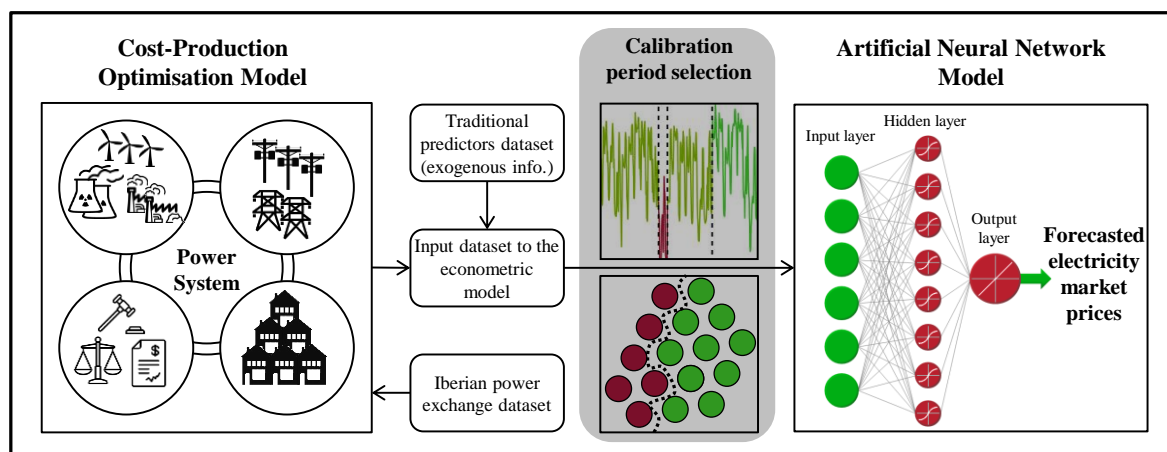 Cost-Production
Optimisation Model
Power
System
$
Traditional
predictors dataset
(exogenous info.)
Input dataset to the
econometric
model
Iberian power
exchange dataset
Calibration
period selection
Artificial Neural Network
Model
Input layer
Hidden layer
Output
layer
Forecasted
electricity
market
prices